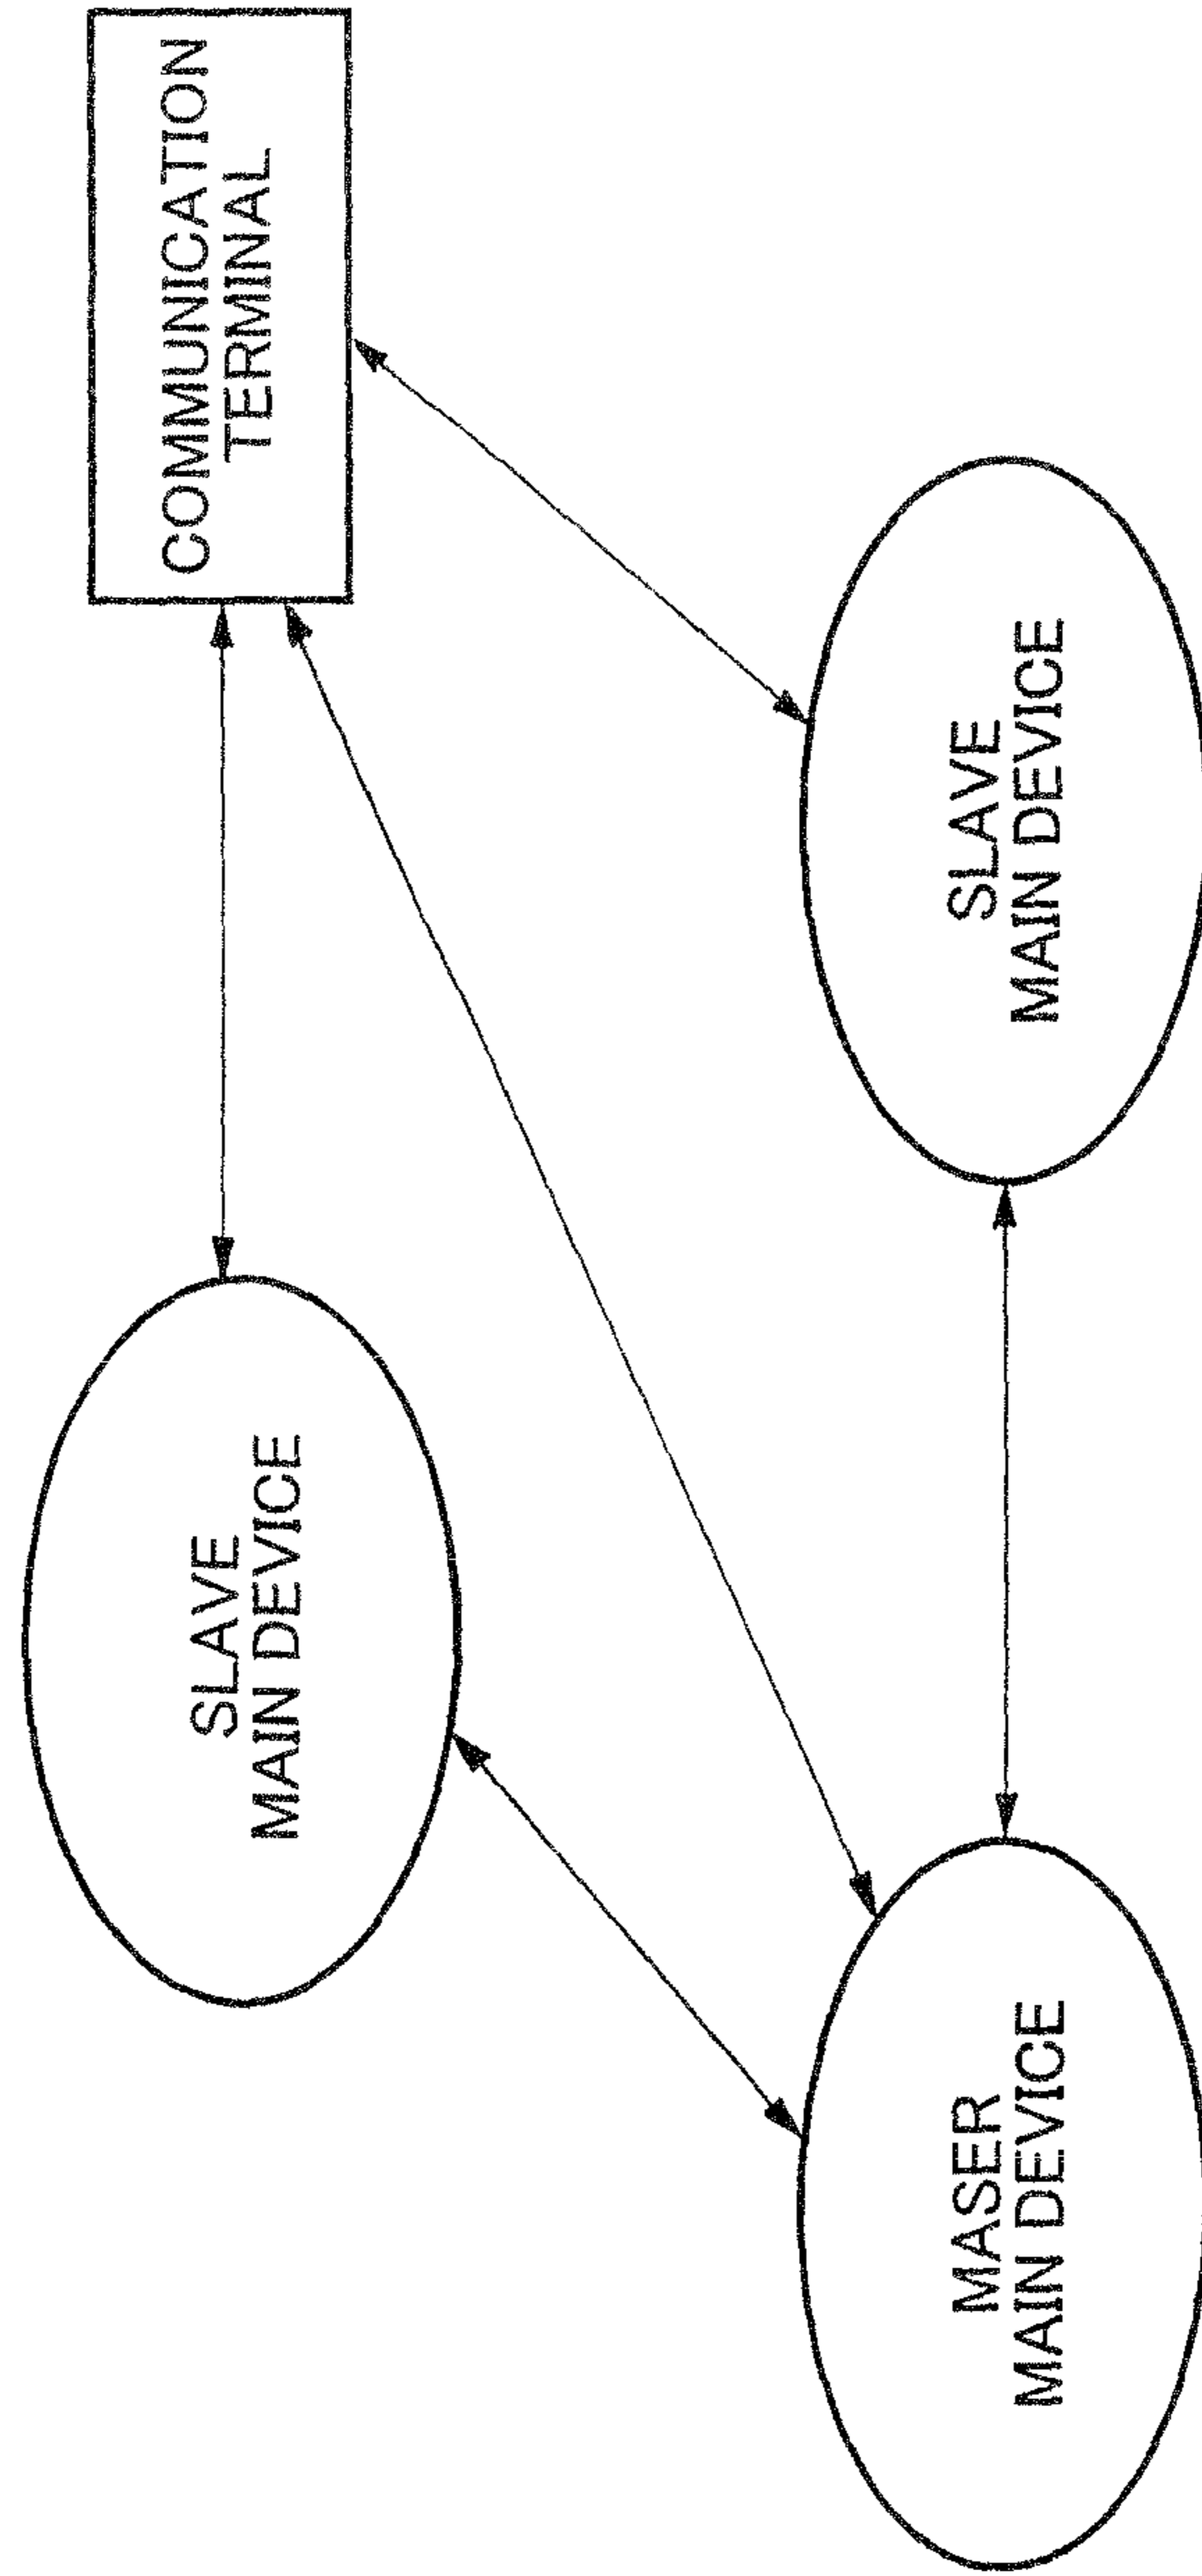 SLAVE
MAIN DEVICE
COMMUNICATION
TERMINAL
MASER
MAIN DEVICE
SLAVE
MAIN DEVICE